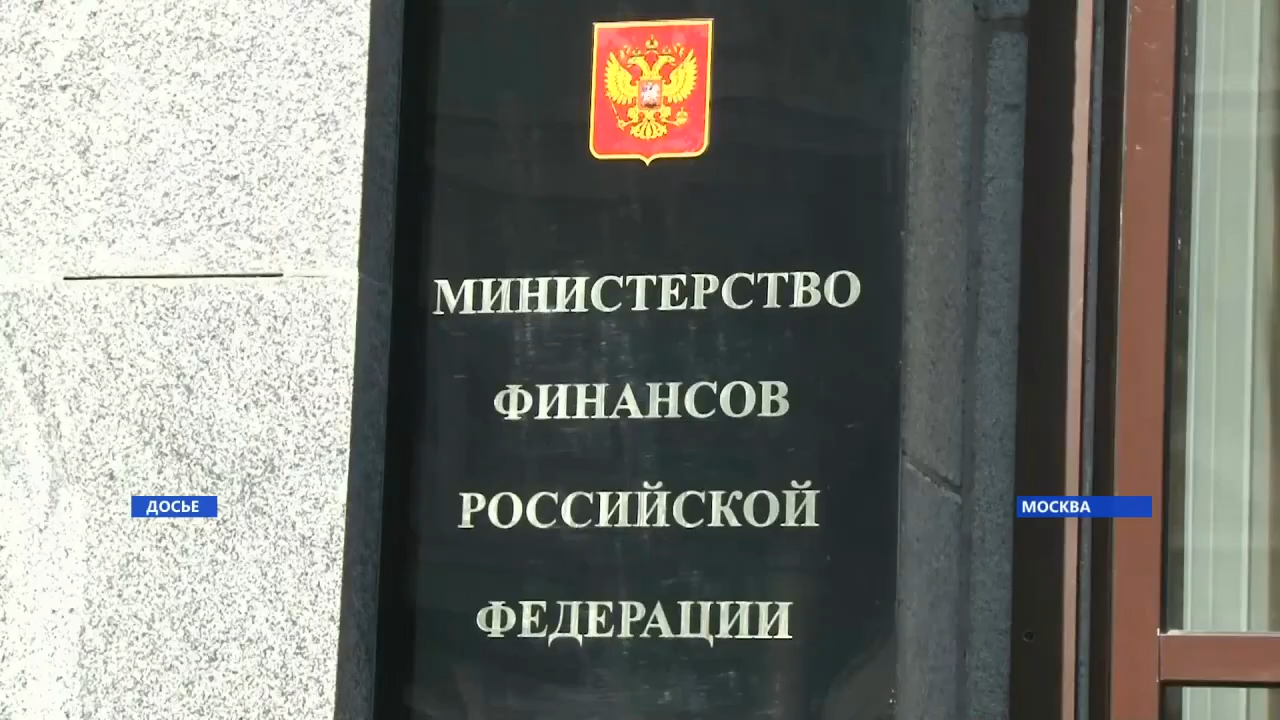 МИНИСТЕРСТВО
ФИНАНСОВ
РОССИЙСКОЙ
ФЕДЕРАЦИИ
ДОСЬЕ
МОСКВА